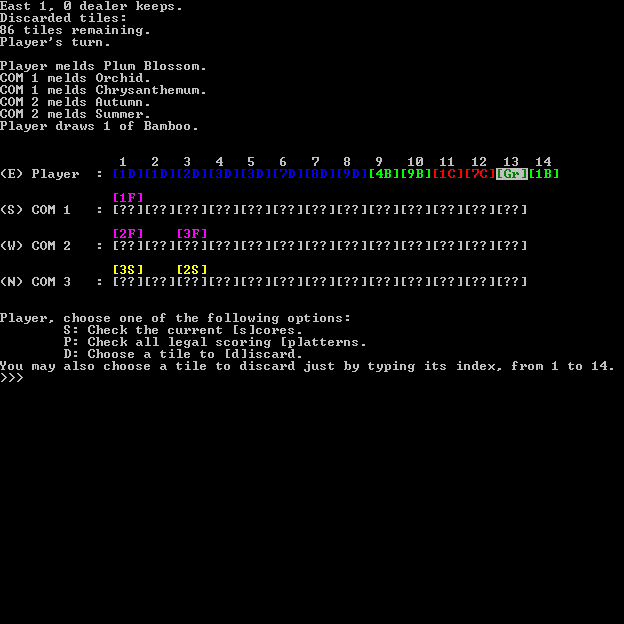 East 1, 0 dealer keeps.
Discarded tiles:
86 tiles remaining.
Player's turn.
Player melds Plum Blossom.
COM 1 melds Orchid.
COM 1 melds Chrysanthemum.
COM 2 melds Autumn.
COM 2 melds Summer.
Player draws 1 of Bamboo.
1 2 3 4 5 6 7 8 9 10 11 12 13 14
(E) Player : [1D][1D][2D][3D][3D][7D][8D][9D][4B][9B][1C][7C][Gr][1B]
[1F]
(S) COM 1 : [??][??][??][??][??][??][??][??][??][??][??][??][??]
[2F] [3F]
(W) COM 2 : [??][??][??][??][??][??][??][??][??][??][??][??][??]
[3S] [2S]
(N) COM 3 : [??][??][??][??][??][??][??][??][??][??][??][??][??]
Player, choose one of the following options:
S: Check the current [s]cores.
P: Check all legal scoring [p]atterns.
D: Choose a tile to [d]iscard.
You may also choose a tile to discard just by typing its index, from 1 to 14.
>>>